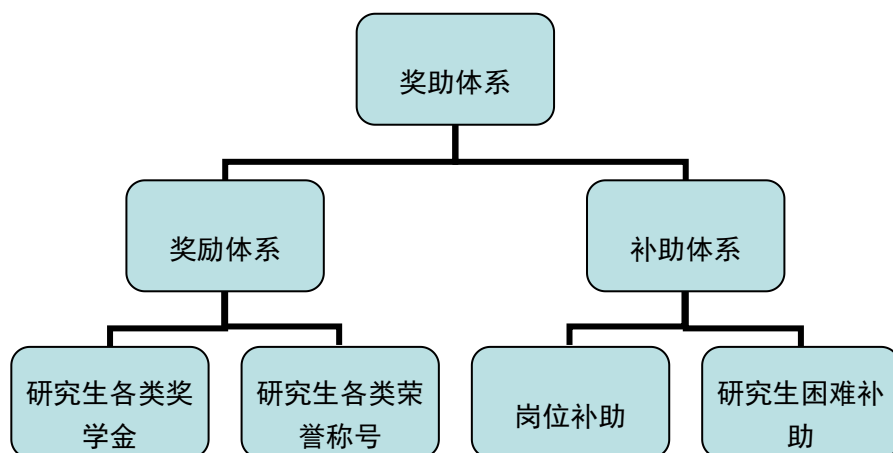 奖助体系
奖励体系
补助体系
研究生各类奖
学金
研究生各类荣
誉称号
岗位补助
研究生困难补
助